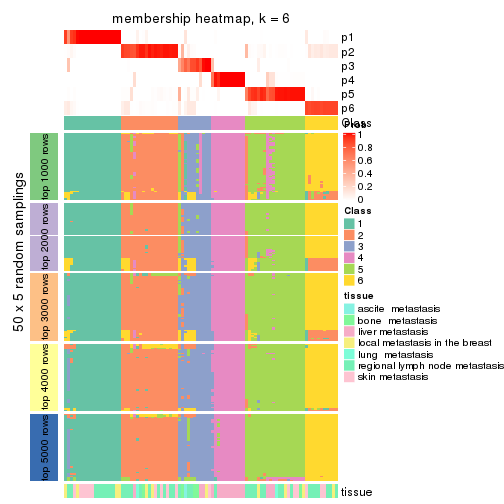 membership heatmap, k = 6
p1
p2
p3
p4
p5
p6
Class
Prob
1
0.8
0.6
0.4
0.2
0
Class
1
2
3
4
5
6
tissue
ascite metastasis
bone metastasis
liver metastasis
local metastasis in the breast
lung metastasis
regional lymph node metastasis
skin metastasis
50 x 5 random samplings
top 1000 rows
top 2000 rows
top 3000 rows
top 4000 rows
top 5000 rows
tissue